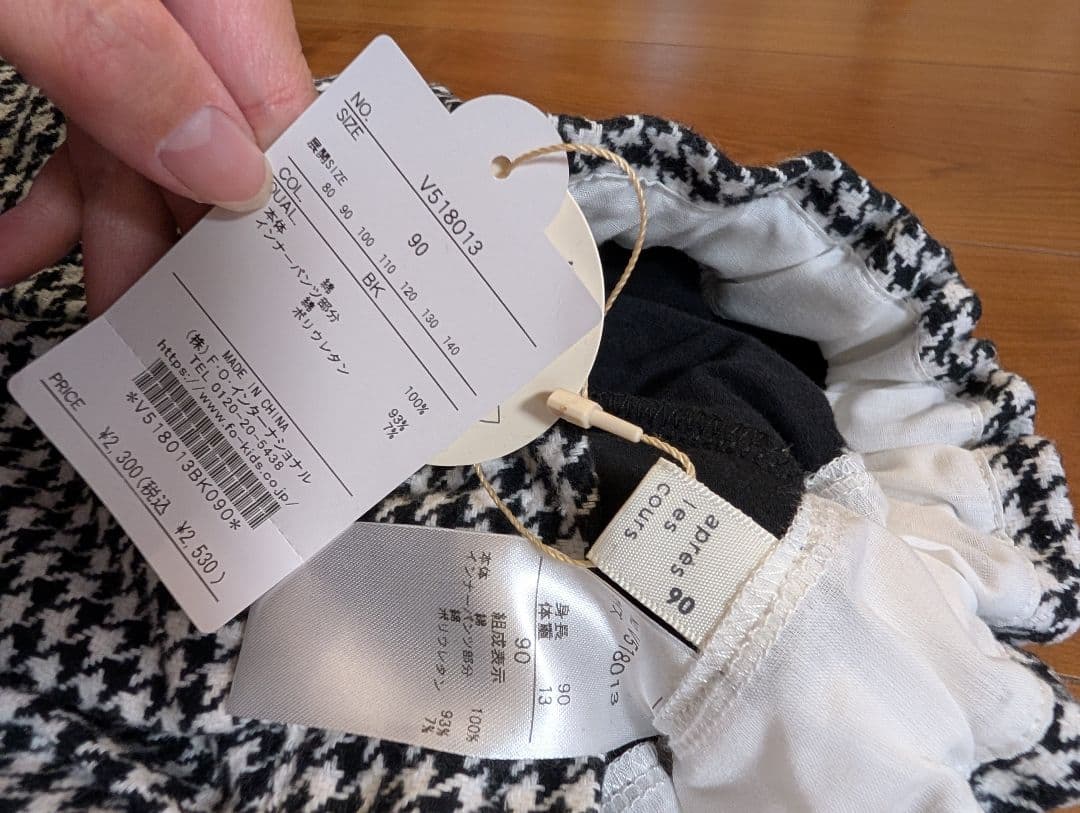 NO. V518013
SIZE 90
展開SIZE
80 90 100 110 120 130 140
COL BK
QUAL
本体 綿 100%
インナーパンツ部分
綿 93%
ポリウレタン 7%
MADE IN CHINA
(株)F・O・インターナショナル
TEL 0120-20-5438
https://www.fo-kids.co.jp/
*V518013BK090*
PRICE
¥2,300(税込 ¥2,530)
apres
les
cours
90
V518013
身長 90
体重 13
90
組成表示
本体 綿 100%
インナーパンツ部分
綿 93%
ポリウレタン 7%